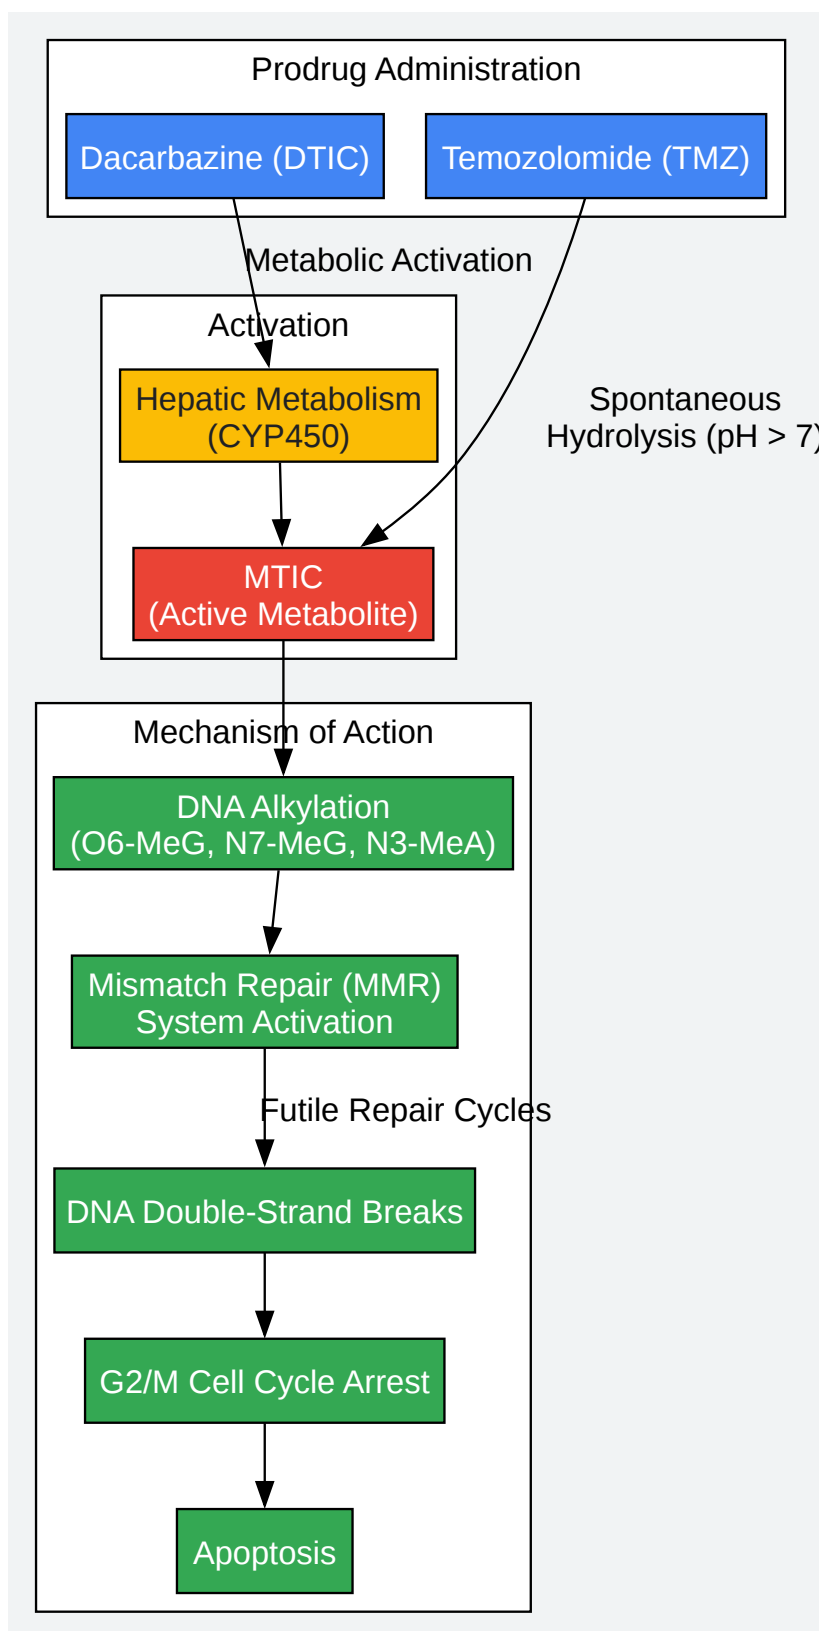 Prodrug Administration
Dacarbazine (DTIC)
Temozolomide (TMZ)
Metabolic Activation
Activation
Hepatic Metabolism
(CYP450)
Spontaneous
Hydrolysis (pH > 7)
MTIC
(Active Metabolite)
Mechanism of Action
DNA Alkylation
(O6-MeG, N7-MeG, N3-MeA)
Mismatch Repair (MMR)
System Activation
Futile Repair Cycles
DNA Double-Strand Breaks
G2/M Cell Cycle Arrest
Apoptosis